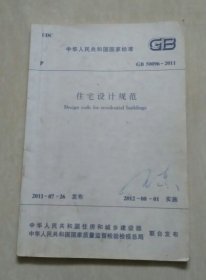 UDC
中华人民共和国国家标准
GB
P
GB 50096-2011
住宅设计规范
Design code for residential buildings
2011-07-26 发布
2012-08-01 实施
中华人民共和国住房和城乡建设部
中华人民共和国国家质量监督检验检疫总局
联合发布